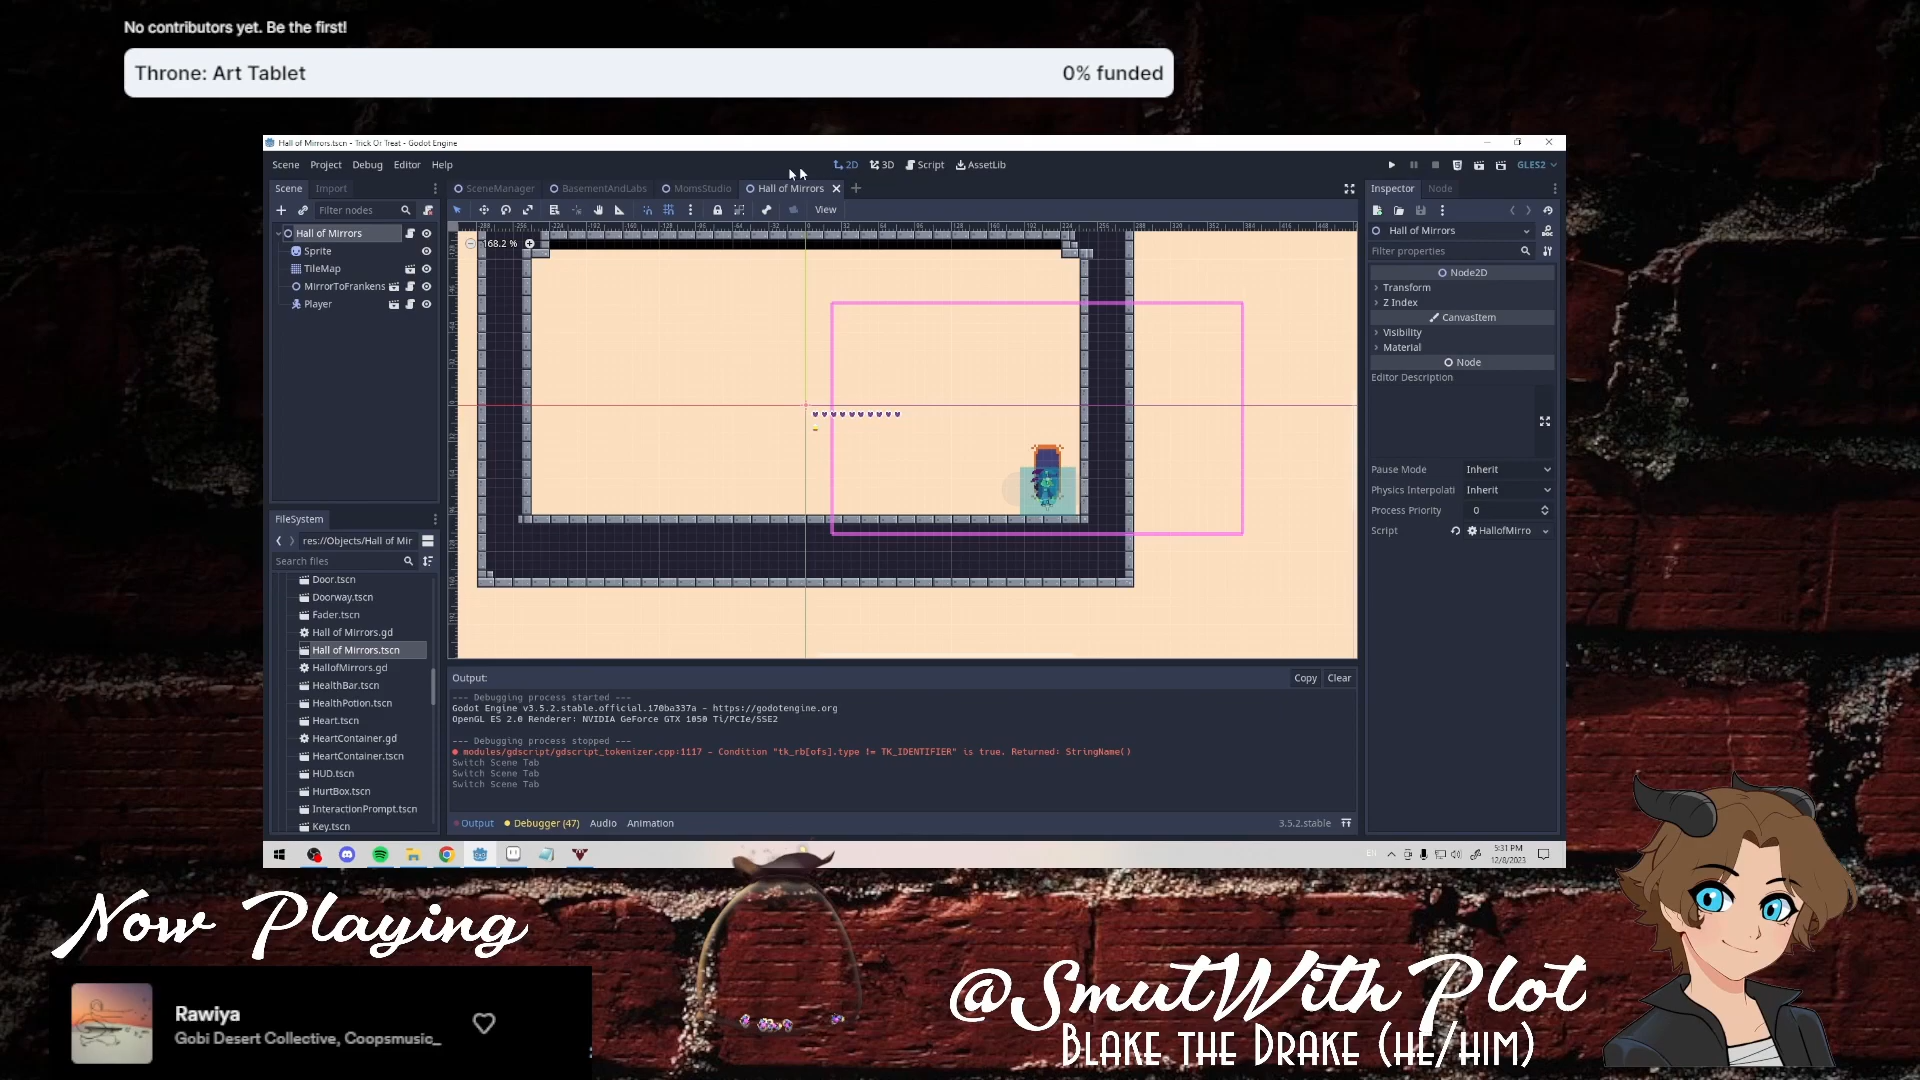 No contributors yet. Be the first!
Throne: Art Tablet 0% funded
Hall of Mirrors.tscn - Trick Or Treat - Godot Engine
Scene Project Debug Editor Help
2D 3D Script AssetLib
GLES2
Scene Import
SceneManager BasementAndLabs MomsStudio Hall of Mirrors
Inspector Node
Filter nodes
View
Hall of Mirrors
Sprite
TileMap
MirrorToFrankens
Player
168.2 %
Hall of Mirrors
Filter properties
Node2D
Transform
Z Index
CanvasItem
Visibility
Material
Node
Editor Description
Pause Mode Inherit
Physics Interpolati Inherit
Process Priority 0
Script HallofMirro
FileSystem
res://Objects/Hall of Mir
Search files
Door.tscn
Doorway.tscn
Fader.tscn
Hall of Mirrors.gd
Hall of Mirrors.tscn
HallofMirrors.gd
HealthBar.tscn
HealthPotion.tscn
Heart.tscn
HeartContainer.gd
HeartContainer.tscn
HUD.tscn
HurtBox.tscn
InteractionPrompt.tscn
Key.tscn
Output: Copy Clear
--- Debugging process started ---
Godot Engine v3.5.2.stable.official.170ba337a - https://godotengine.org
OpenGL ES 2.0 Renderer: NVIDIA GeForce GTX 1050 Ti/PCIe/SSE2
--- Debugging process stopped ---
modules/gdscript/gdscript_tokenizer.cpp:1117 - Condition "tk_rb[ofs].type != TK_IDENTIFIER" is true. Returned: StringName()
Switch Scene Tab
Switch Scene Tab
Switch Scene Tab
Output Debugger (47) Audio Animation 3.5.2.stable
5:31 PM
12/8/2023
Now Playing
Rawiya
Gobi Desert Collective, Coopsmusic_
@SmutWithPlot
Blake the Drake (he/him)